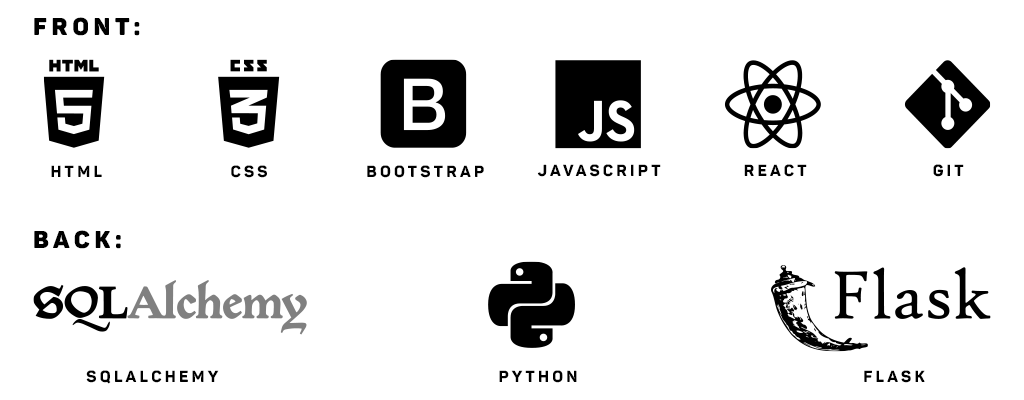 FRONT:
HTML CSS
5 3 B JS
HTML CSS BOOTSTRAP JAVASCRIPT REACT GIT
BACK:
SQLAlchemy Flask
SQLALCHEMY PYTHON FLASK